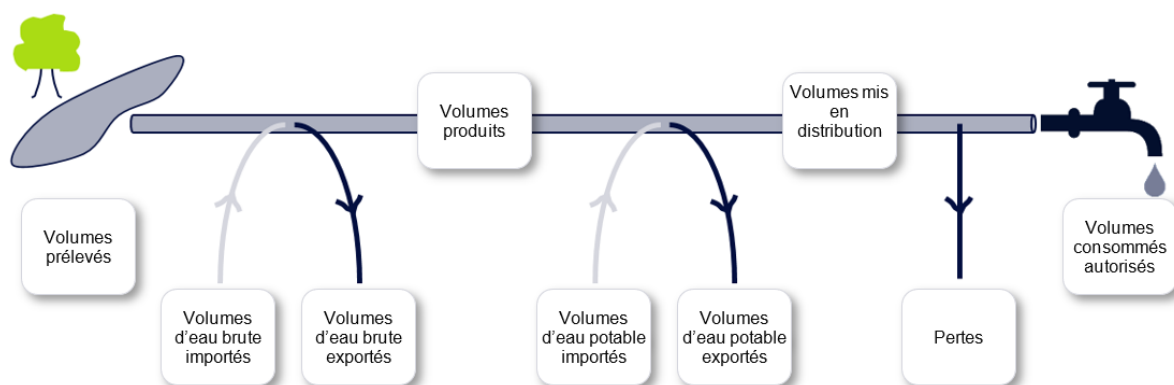 Volumes
prélevés
Volumes
d'eau brute
importés
Volumes
d'eau brute
exportés
Volumes
produits
Volumes
d'eau potable
importés
Volumes
d'eau potable
exportés
Volumes mis
en
distribution
Pertes
Volumes
consommés
autorisés